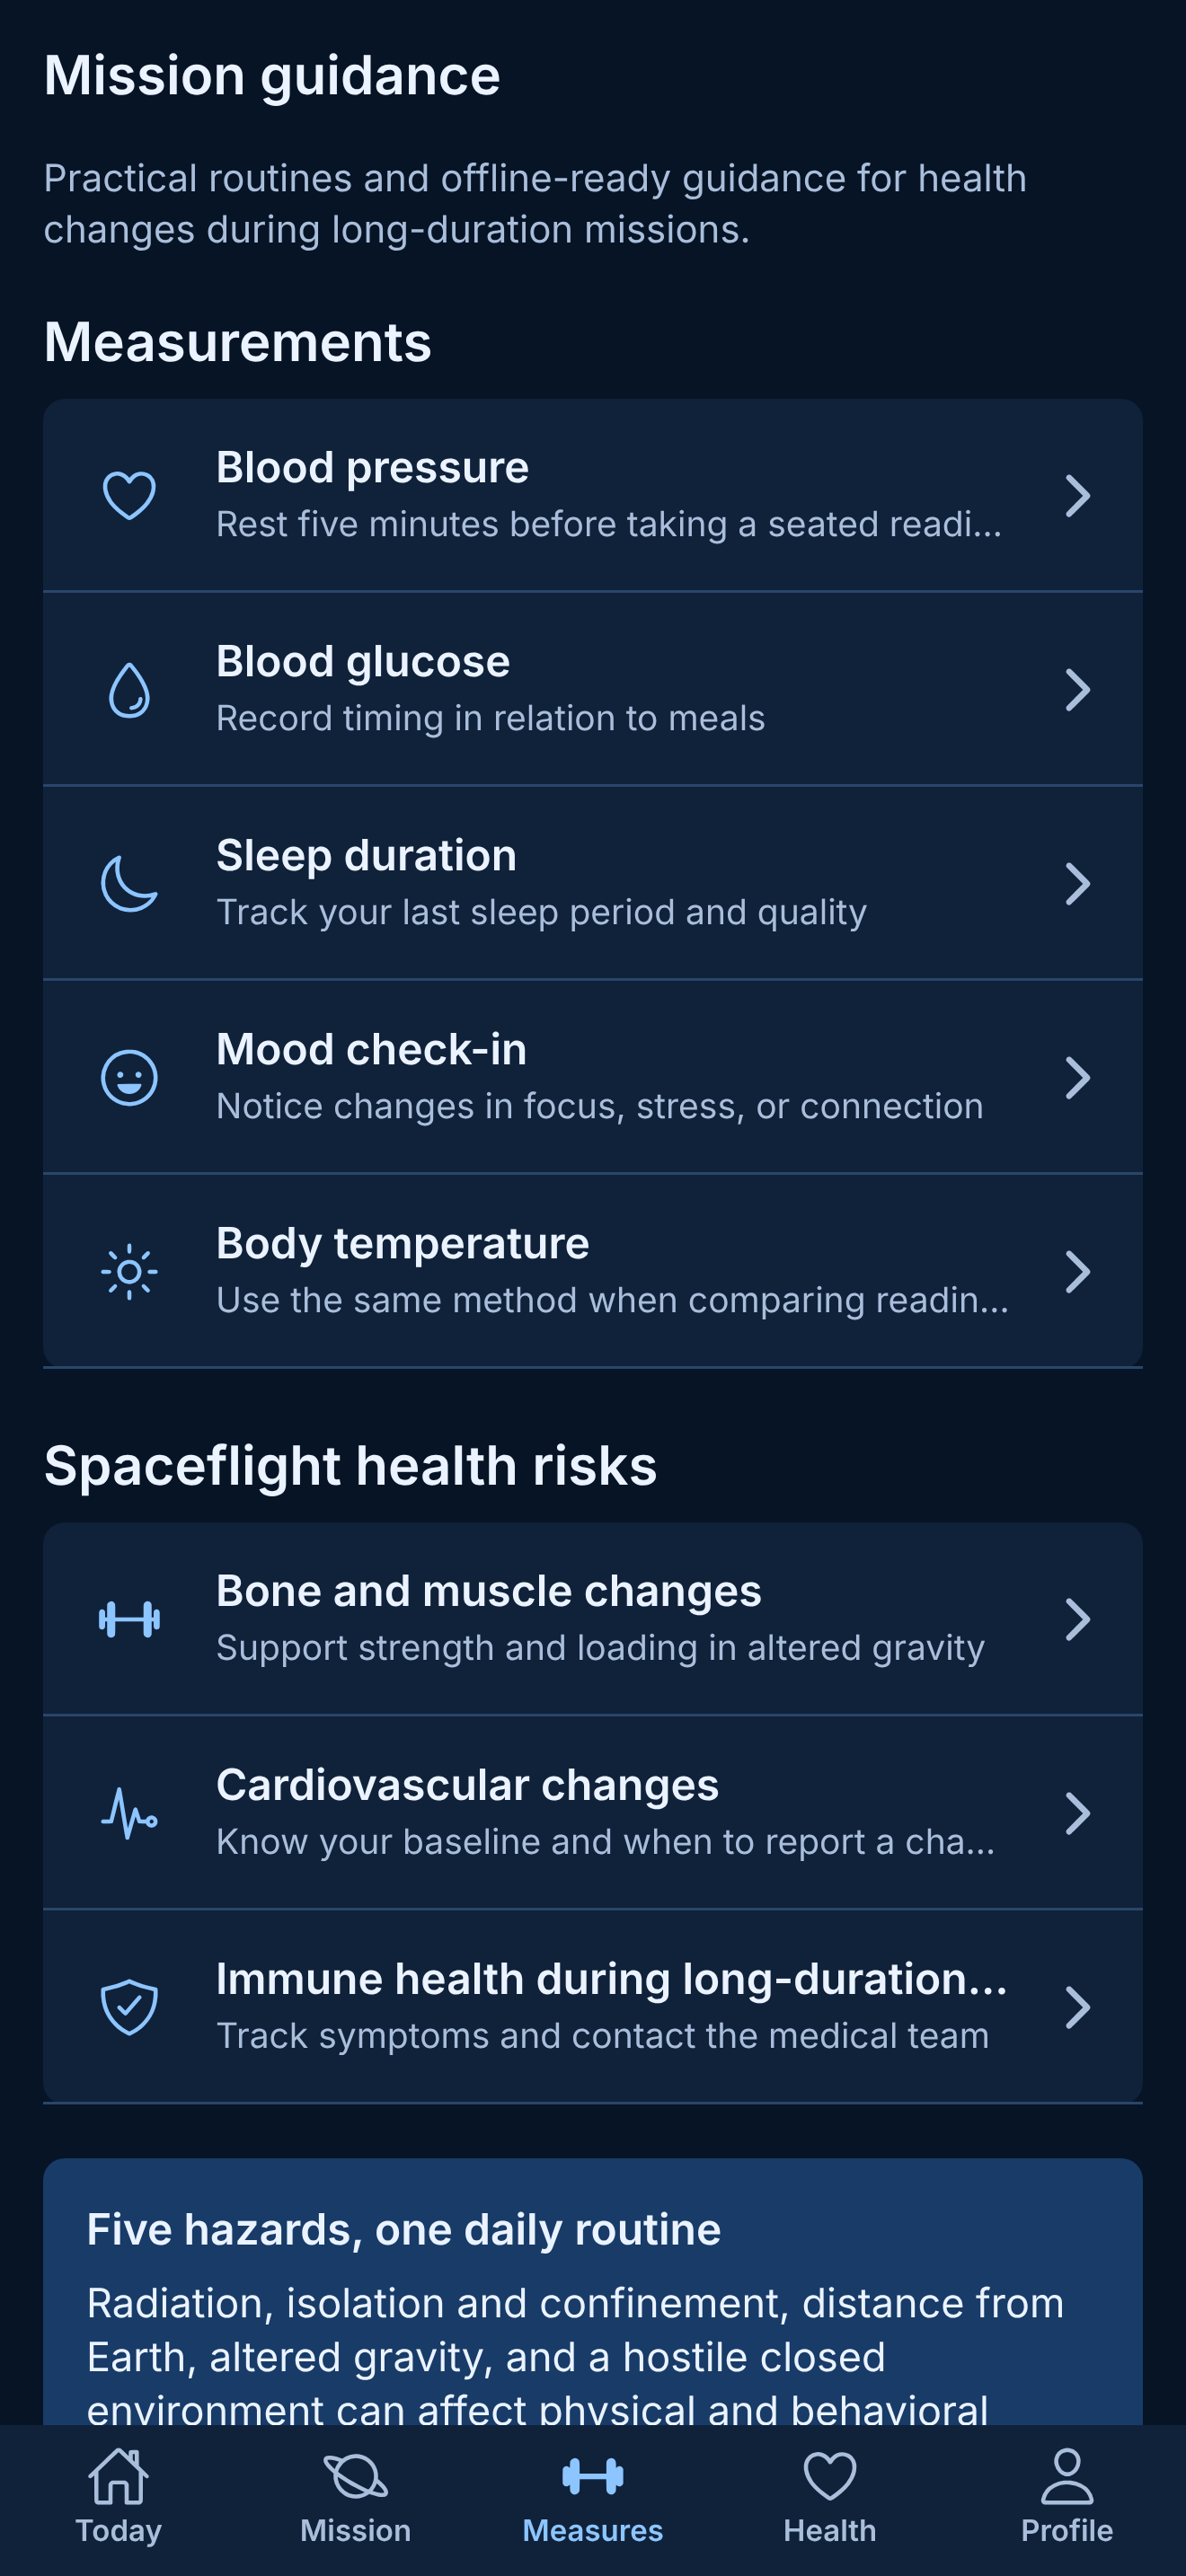 Mission guidance
Practical routines and offline-ready guidance for health
changes during long-duration missions.
Measurements
Blood pressure
Rest five minutes before taking a seated readi...
Blood glucose
Record timing in relation to meals
Sleep duration
Track your last sleep period and quality
Mood check-in
Notice changes in focus, stress, or connection
Body temperature
Use the same method when comparing readin...
Spaceflight health risks
Bone and muscle changes
Support strength and loading in altered gravity
Cardiovascular changes
Know your baseline and when to report a cha...
Immune health during long-duration...
Track symptoms and contact the medical team
Five hazards, one daily routine
Radiation, isolation and confinement, distance from
Earth, altered gravity, and a hostile closed
environment can affect physical and behavioral
Today
Mission
Measures
Health
Profile